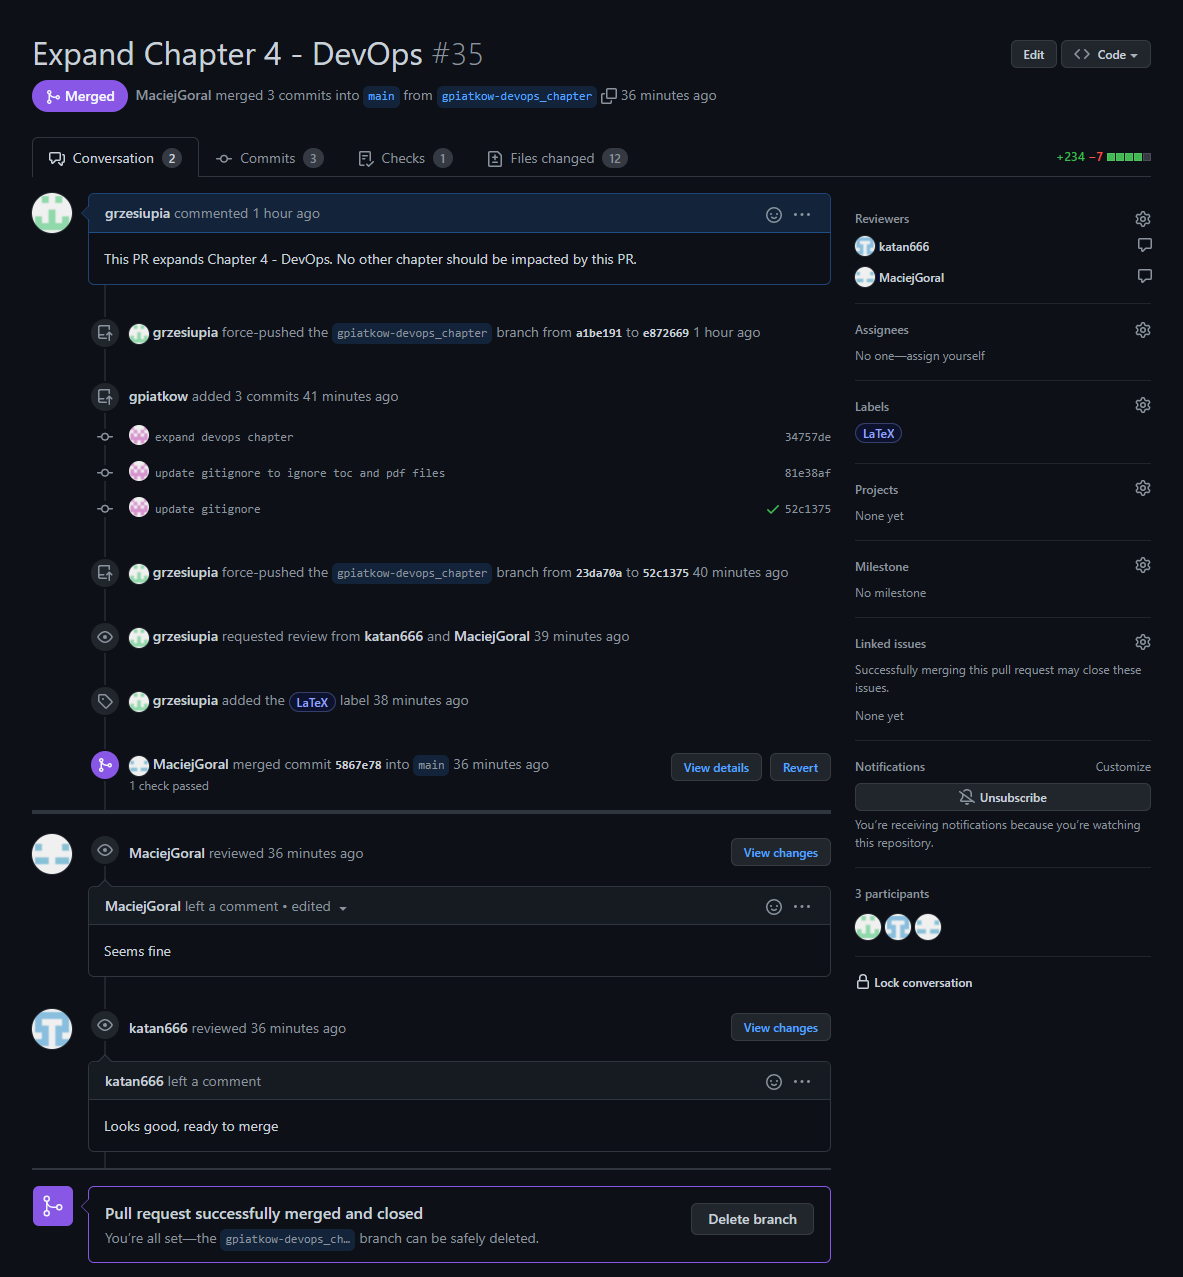 Expand Chapter 4 - DevOps #35
Edit
Code
Merged
MaciejGoral merged 3 commits into main from gpiatkow-devops_chapter 36 minutes ago
Conversation 2
Commits 3
Checks 1
Files changed 12
+234 −7
grzesiupia commented 1 hour ago
This PR expands Chapter 4 - DevOps. No other chapter should be impacted by this PR.
grzesiupia force-pushed the gpiatkow-devops_chapter branch from a1be191 to e872669 1 hour ago
gpiatkow added 3 commits 41 minutes ago
expand devops chapter 34757de
update gitignore to ignore toc and pdf files 81e38af
update gitignore 52c1375
grzesiupia force-pushed the gpiatkow-devops_chapter branch from 23da70a to 52c1375 40 minutes ago
grzesiupia requested review from katan666 and MaciejGoral 39 minutes ago
grzesiupia added the LaTeX label 38 minutes ago
MaciejGoral merged commit 5867e78 into main 36 minutes ago
1 check passed
View details
Revert
MaciejGoral reviewed 36 minutes ago
View changes
MaciejGoral left a comment • edited
Seems fine
katan666 reviewed 36 minutes ago
View changes
katan666 left a comment
Looks good, ready to merge
Pull request successfully merged and closed
You're all set—the gpiatkow-devops_ch… branch can be safely deleted.
Delete branch
Reviewers
katan666
MaciejGoral
Assignees
No one—assign yourself
Labels
LaTeX
Projects
None yet
Milestone
No milestone
Linked issues
Successfully merging this pull request may close these
issues.
None yet
Notifications
Customize
Unsubscribe
You're receiving notifications because you're watching
this repository.
3 participants
Lock conversation